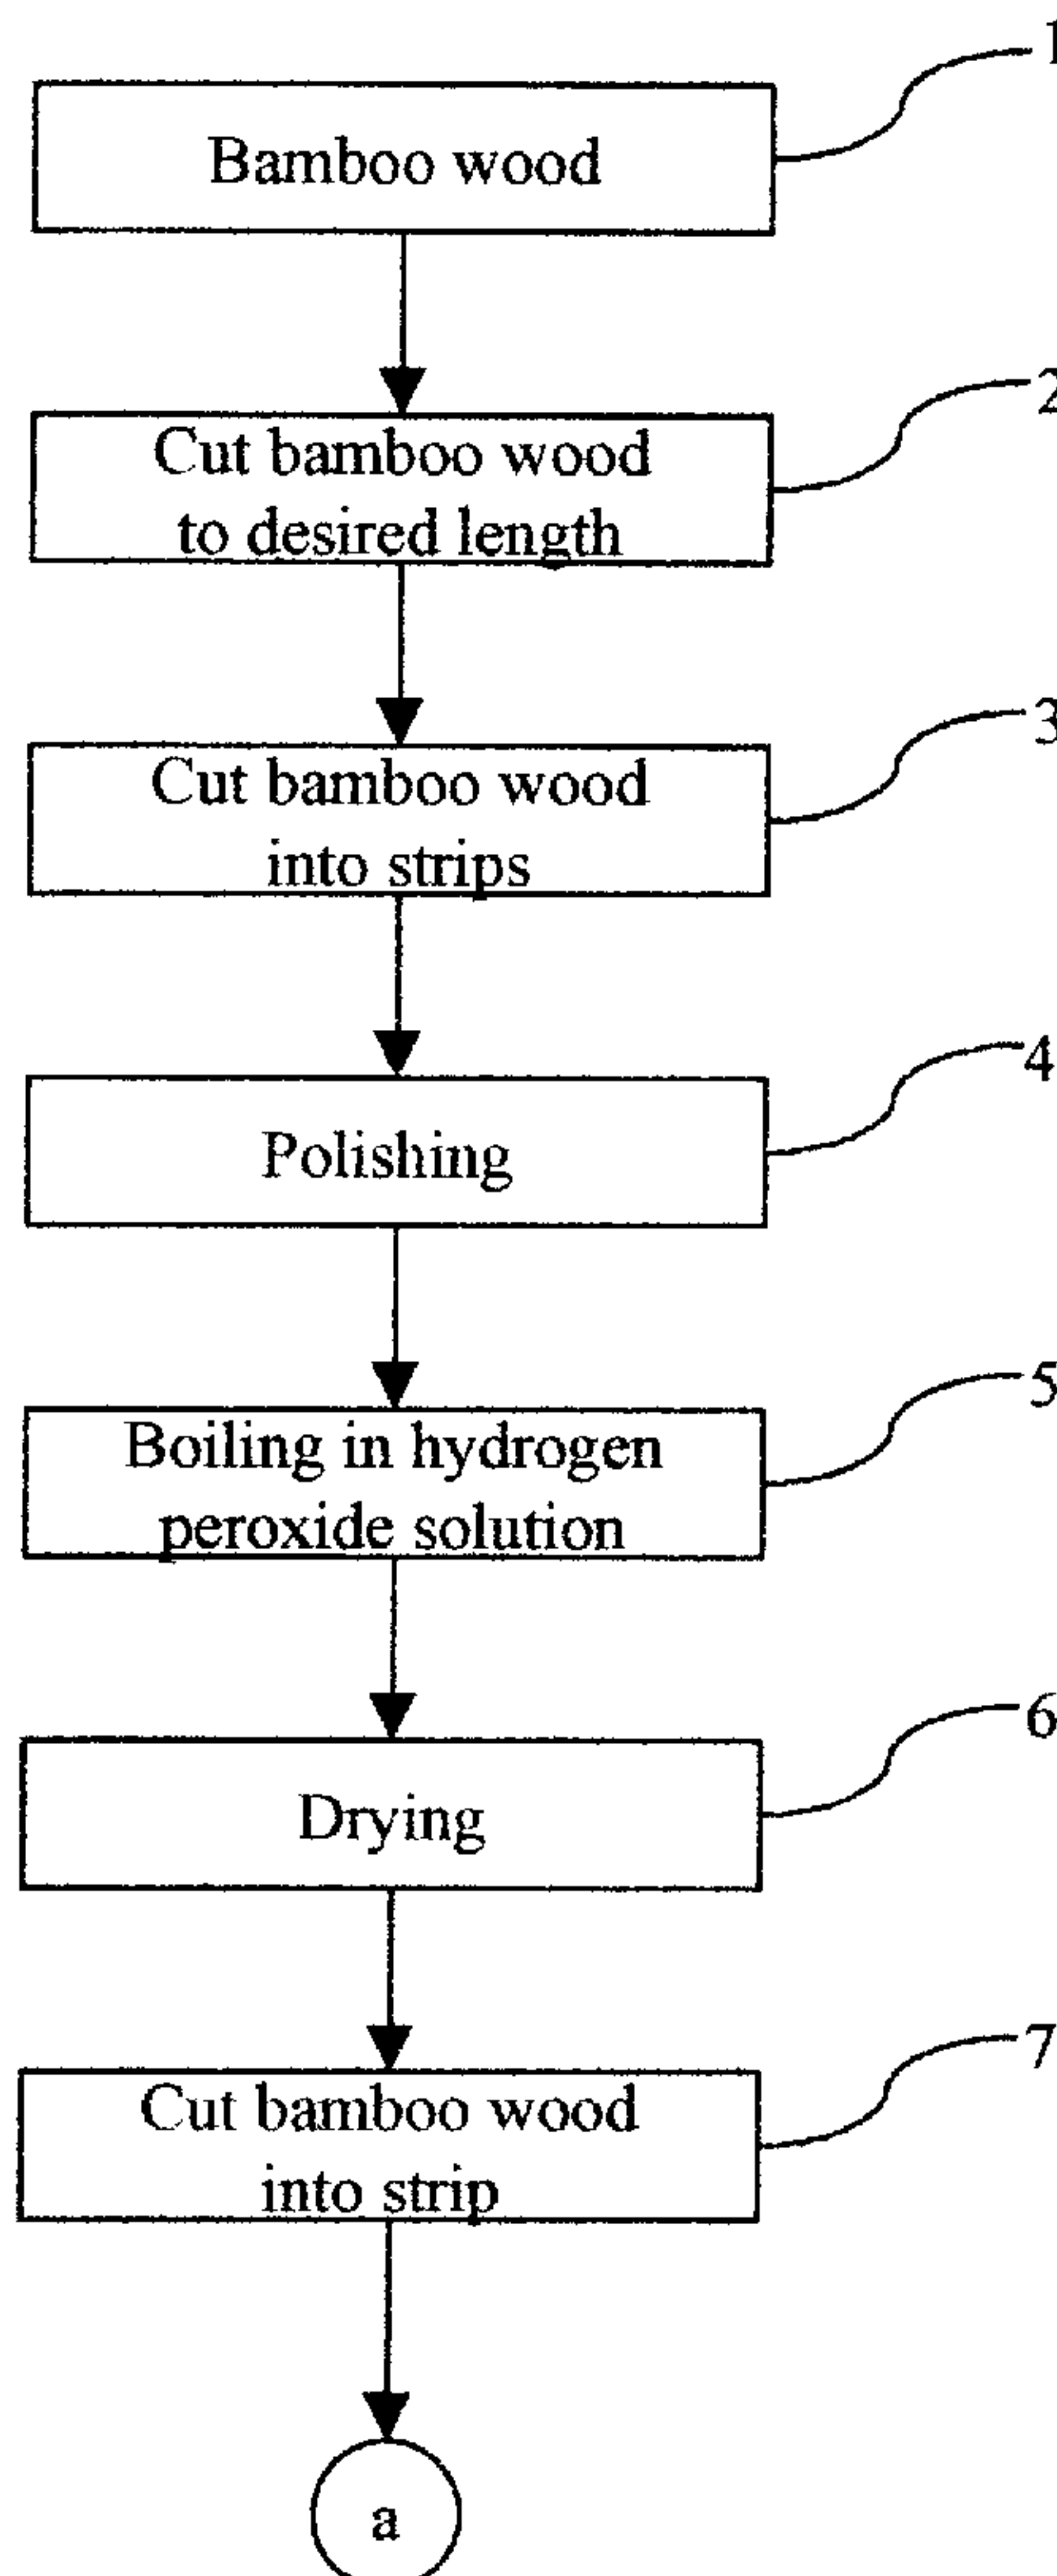 1
Bamboo wood
2
Cut bamboo wood
to desired length
3
Cut bamboo wood
into strips
4
Polishing
5
Boiling in hydrogen
peroxide solution
6
Drying
7
Cut bamboo wood
into strip
a